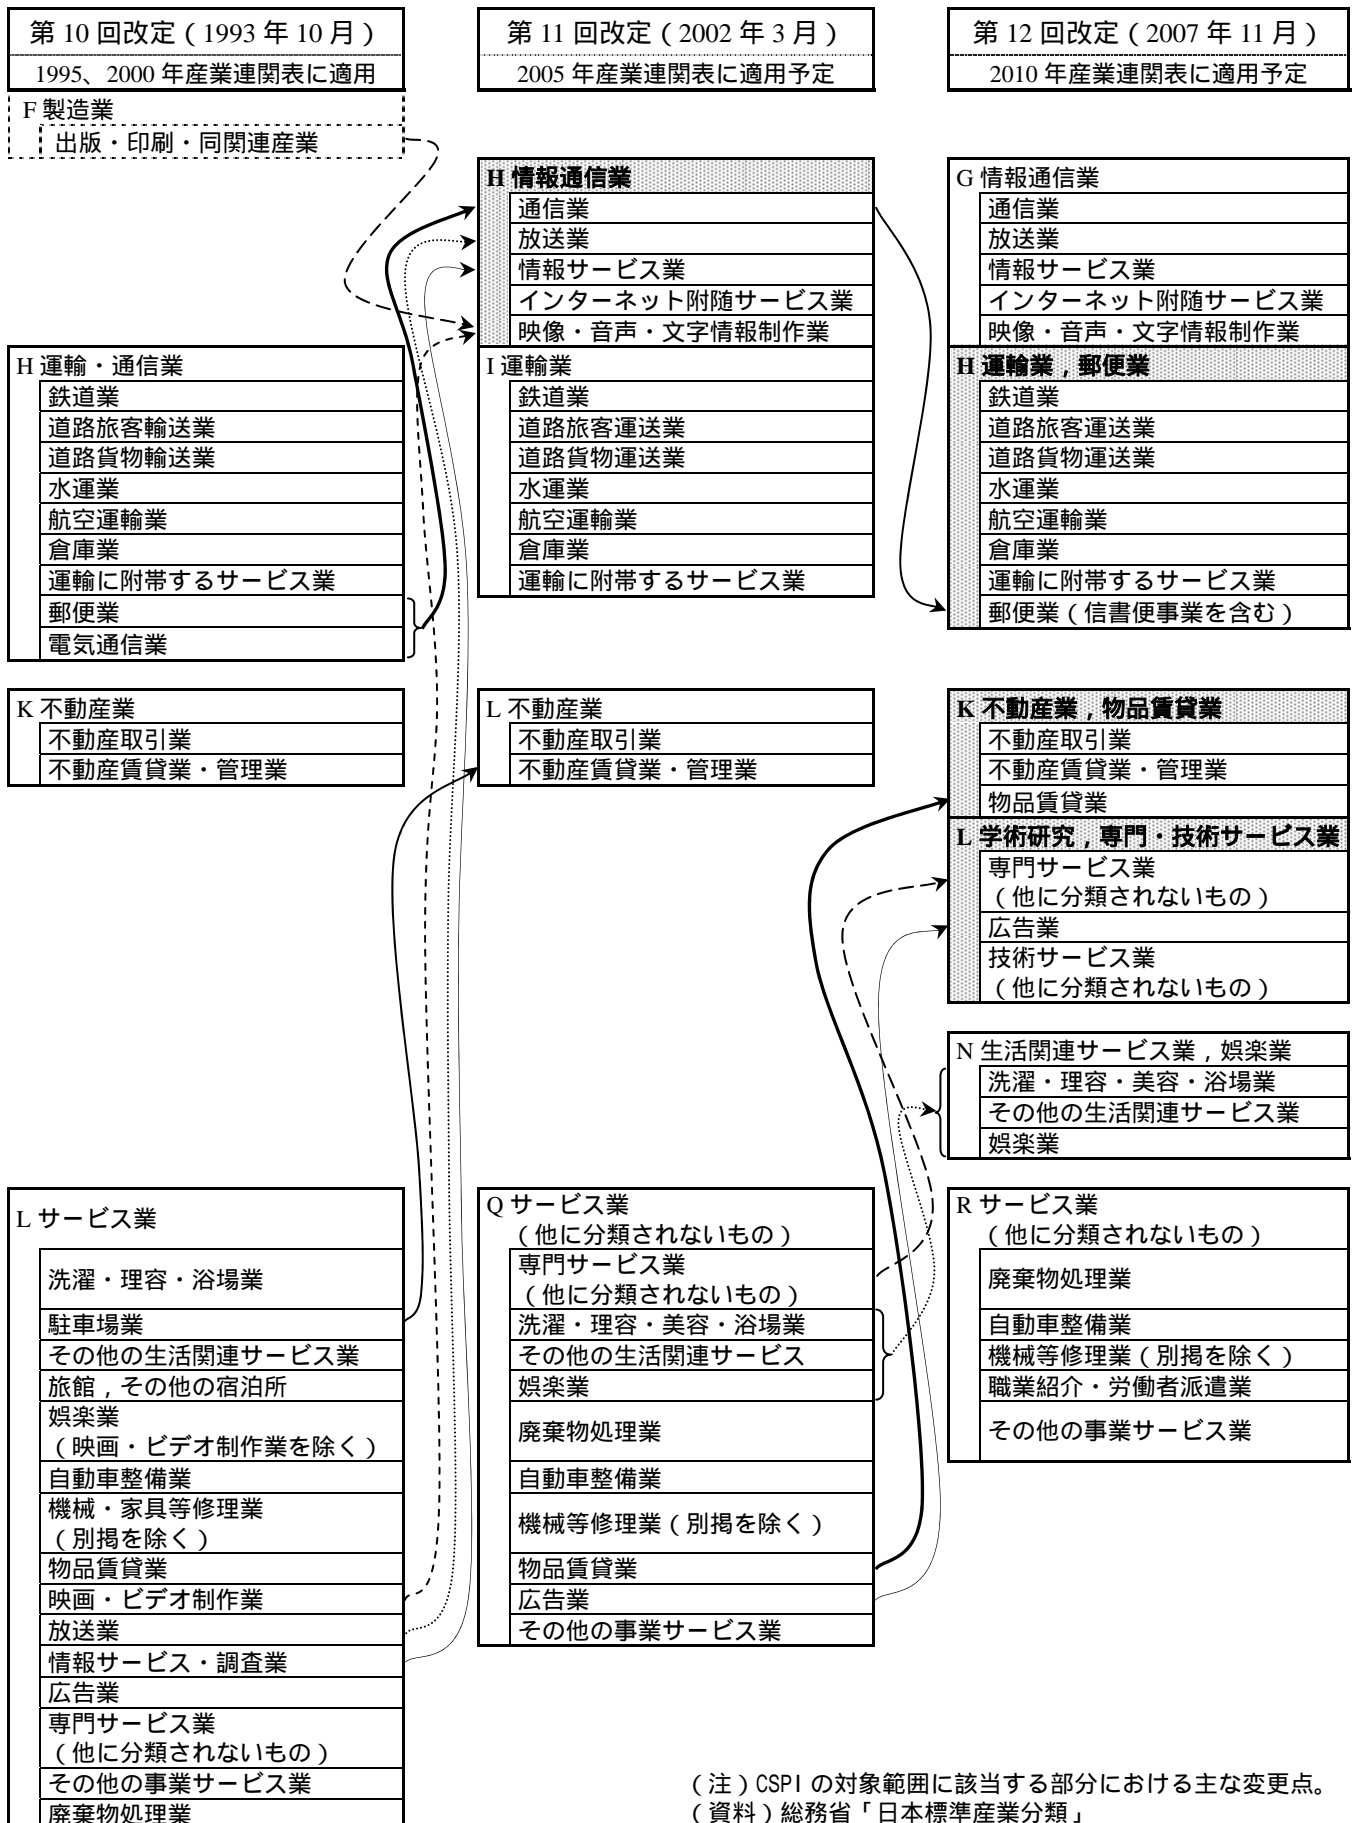 第 10 回改定（1993 年 10 月）
1995、2000 年産業連関表に適用
F 製造業
出版・印刷・同関連産業
H 運輸・通信業
鉄道業
道路旅客輸送業
道路貨物輸送業
水運業
航空運輸業
倉庫業
運輸に附帯するサービス業
郵便業
電気通信業
K 不動産業
不動産取引業
不動産賃貸業・管理業
L サービス業
洗濯・理容・浴場業
駐車場業
その他の生活関連サービス業
旅館，その他の宿泊所
娯楽業
（映画・ビデオ制作業を除く）
自動車整備業
機械・家具等修理業
（別掲を除く）
物品賃貸業
映画・ビデオ制作業
放送業
情報サービス・調査業
広告業
専門サービス業
（他に分類されないもの）
その他の事業サービス業
廃棄物処理業
第 11 回改定（2002 年 3 月）
2005 年産業連関表に適用予定
H 情報通信業
通信業
放送業
情報サービス業
インターネット附随サービス業
映像・音声・文字情報制作業
I 運輸業
鉄道業
道路旅客運送業
道路貨物運送業
水運業
航空運輸業
倉庫業
運輸に附帯するサービス業
L 不動産業
不動産取引業
不動産賃貸業・管理業
Q サービス業
（他に分類されないもの）
専門サービス業
（他に分類されないもの）
洗濯・理容・美容・浴場業
その他の生活関連サービス
娯楽業
廃棄物処理業
自動車整備業
機械等修理業（別掲を除く）
物品賃貸業
広告業
その他の事業サービス業
第 12 回改定（2007 年 11 月）
2010 年産業連関表に適用予定
G 情報通信業
通信業
放送業
情報サービス業
インターネット附随サービス業
映像・音声・文字情報制作業
H 運輸業，郵便業
鉄道業
道路旅客運送業
道路貨物運送業
水運業
航空運輸業
倉庫業
運輸に附帯するサービス業
郵便業（信書便事業を含む）
K 不動産業，物品賃貸業
不動産取引業
不動産賃貸業・管理業
物品賃貸業
L 学術研究，専門・技術サービス業
専門サービス業
（他に分類されないもの）
広告業
技術サービス業
（他に分類されないもの）
N 生活関連サービス業，娯楽業
洗濯・理容・美容・浴場業
その他の生活関連サービス業
娯楽業
R サービス業
（他に分類されないもの）
廃棄物処理業
自動車整備業
機械等修理業（別掲を除く）
職業紹介・労働者派遣業
その他の事業サービス業
（注）CSPI の対象範囲に該当する部分における主な変更点。
（資料）総務省「日本標準産業分類」